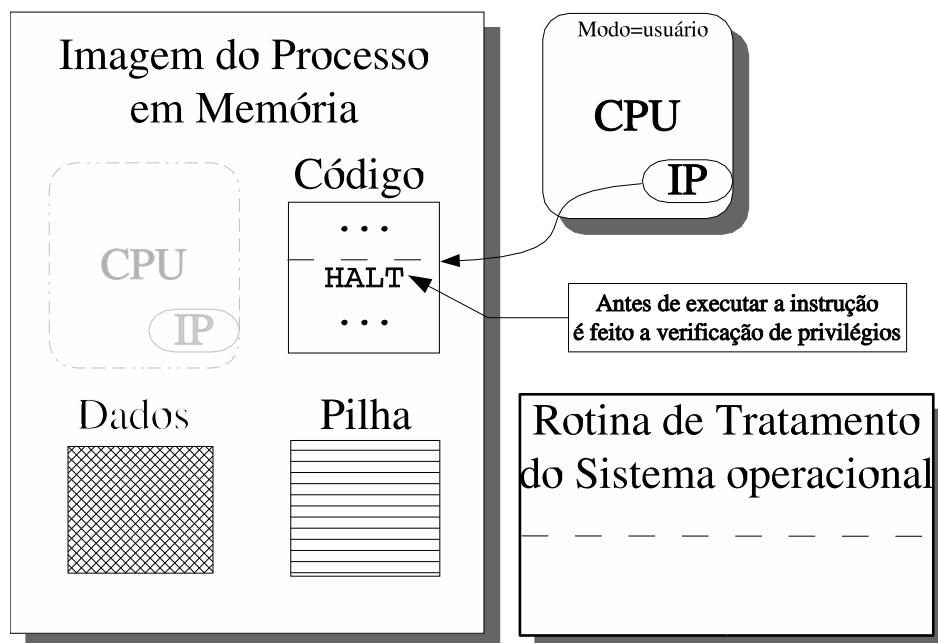 Imagem do Processo
em Memória
CPU
IP
Código
...
HALT
...
Dados
Pilha
Modo=usuário
CPU
IP
Antes de executar a instrução
é feito a verificação de privilégios
Rotina de Tratamento
do Sistema operacional